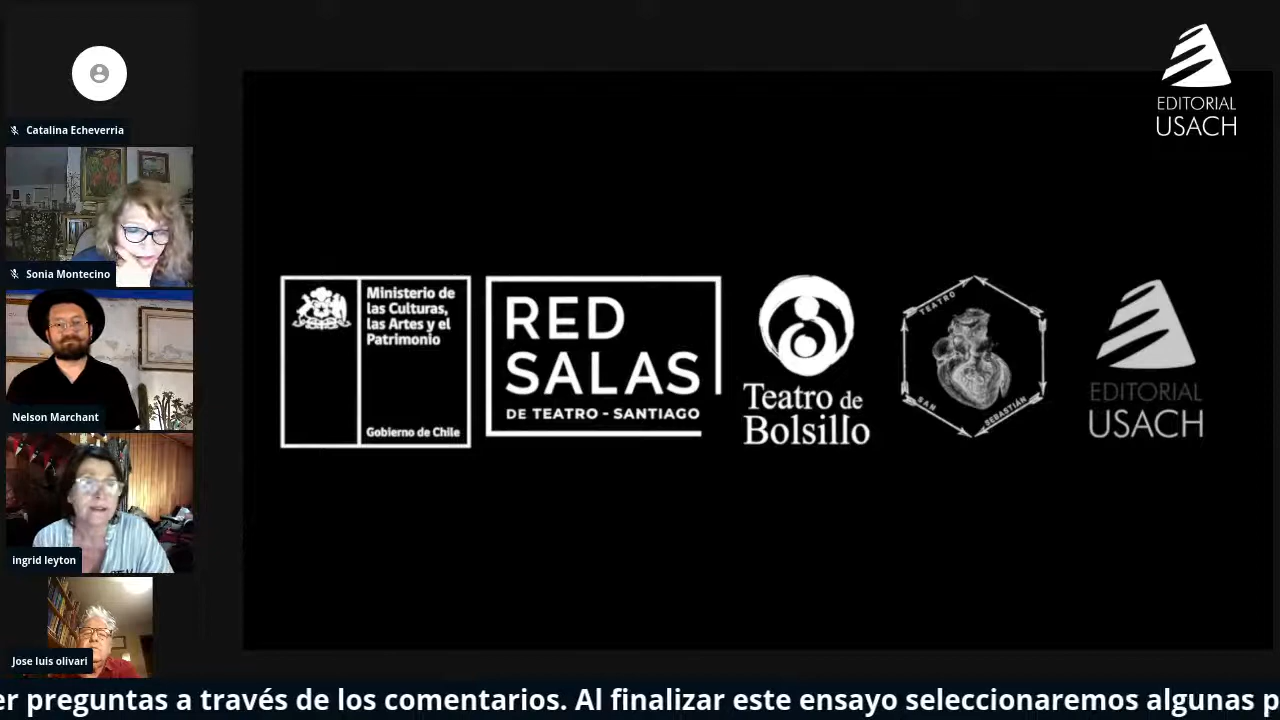 EDITORIAL
USACH
Catalina Echeverria
Sonia Montecino
Nelson Marchant
ingrid leyton
Jose luis olivari
Ministerio de
las Culturas,
las Artes y el
Patrimonio
Gobierno de Chile
RED
SALAS
DE TEATRO - SANTIAGO
Teatro de
Bolsillo
TEATRO
SAN
SEBASTIÁN
EDITORIAL
USACH
er preguntas a través de los comentarios. Al finalizar este ensayo seleccionaremos algunas p